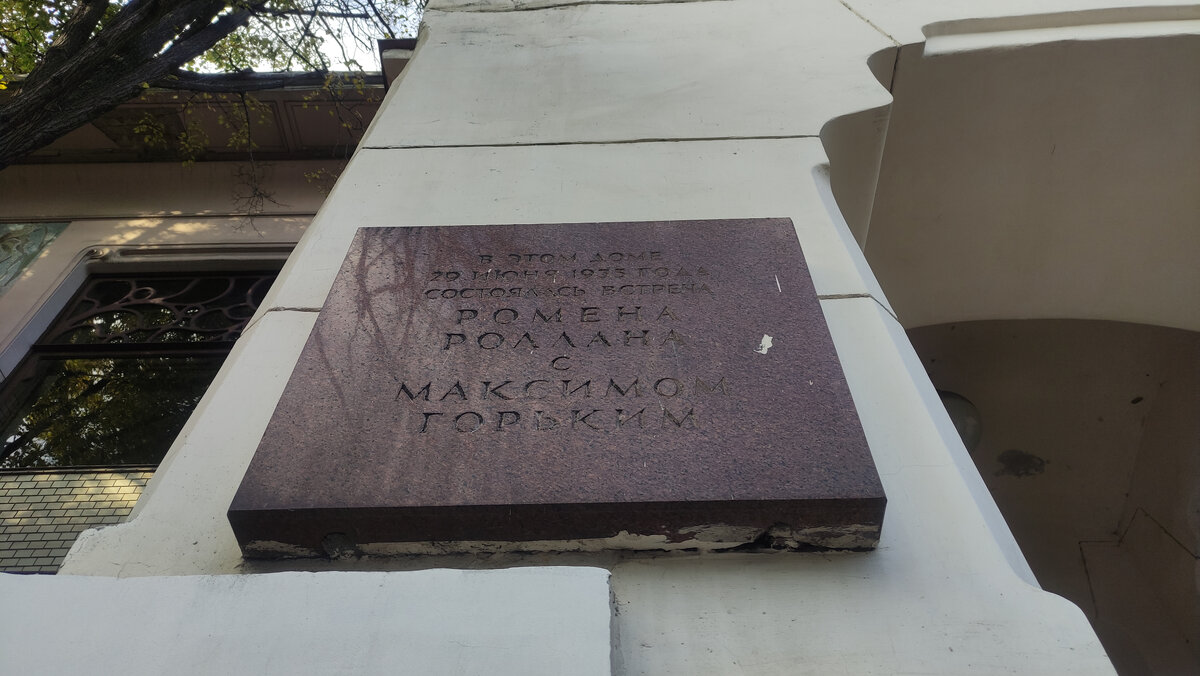 В ЭТОМ ДОМЕ
29 ИЮНЯ 1935 ГОДА
СОСТОЯЛАСЬ ВСТРЕЧА
РОМЕНА
РОЛЛАНА
С
МАКСИМОМ
ГОРЬКИМ